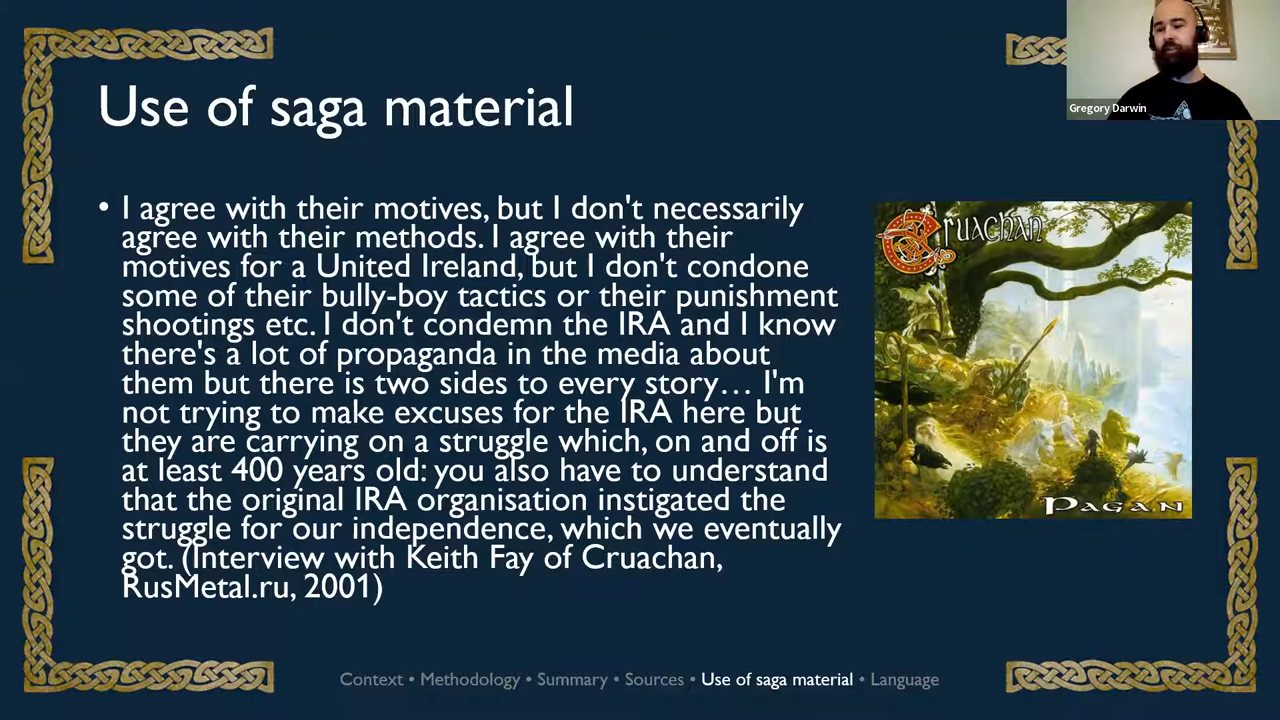 Gregory Darwin
Use of saga material
• I agree with their motives, but I don't necessarily
agree with their methods. I agree with their
motives for a United Ireland, but I don't condone
some of their bully-boy tactics or their punishment
shootings etc. I don't condemn the IRA and I know
there's a lot of propaganda in the media about
them but there is two sides to every story… I'm
not trying to make excuses for the IRA here but
they are carrying on a struggle which, on and off is
at least 400 years old: you also have to understand
that the original IRA organisation instigated the
struggle for our independence, which we eventually
got. (Interview with Keith Fay of Cruachan,
RusMetal.ru, 2001)
Cruachan
Pagan
Context • Methodology • Summary • Sources • Use of saga material • Language